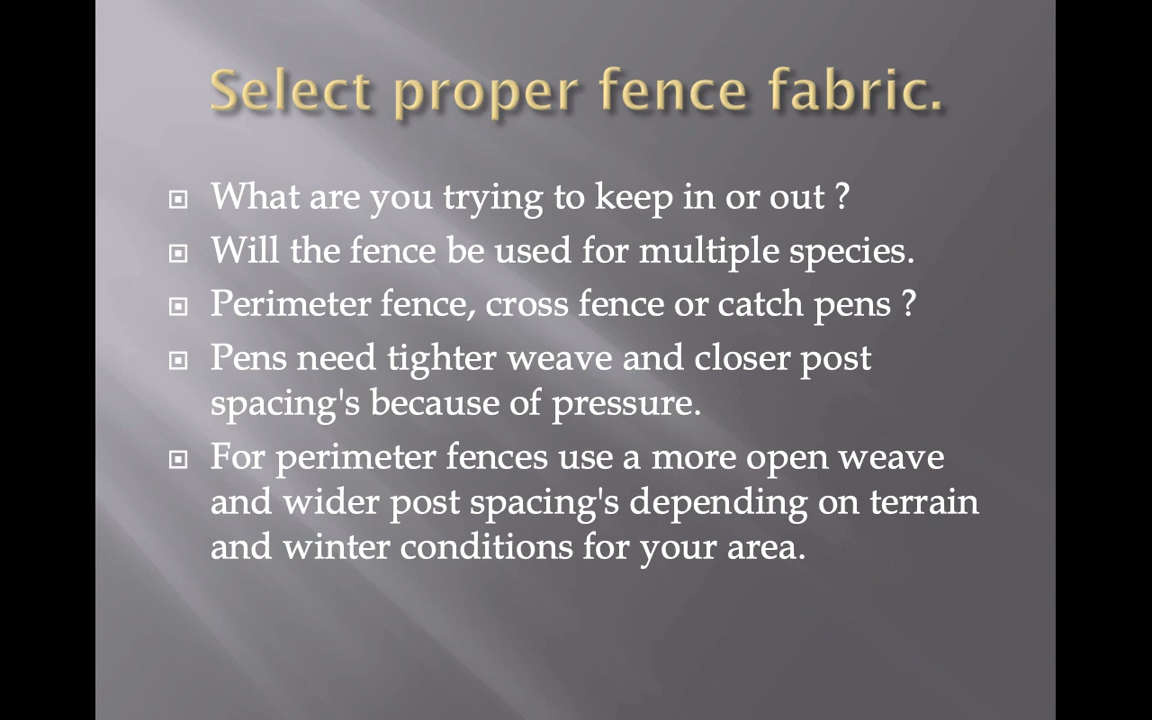 Select proper fence fabric.
What are you trying to keep in or out ?
Will the fence be used for multiple species.
Perimeter fence, cross fence or catch pens ?
Pens need tighter weave and closer post
spacing's because of pressure.
For perimeter fences use a more open weave
and wider post spacing's depending on terrain
and winter conditions for your area.